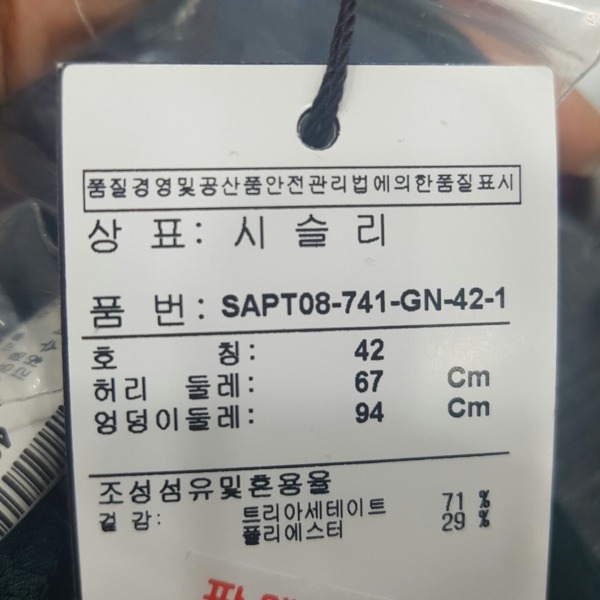 품질경영및공산품안전관리법에의한품질표시
상 표: 시 슬 리
품 번: SAPT08-741-GN-42-1
호 칭: 42
허리 둘레: 67 Cm
엉덩이둘레: 94 Cm
조성섬유및혼용율
겉 감: 트리아세테이트 71 %
폴리에스터 29 %